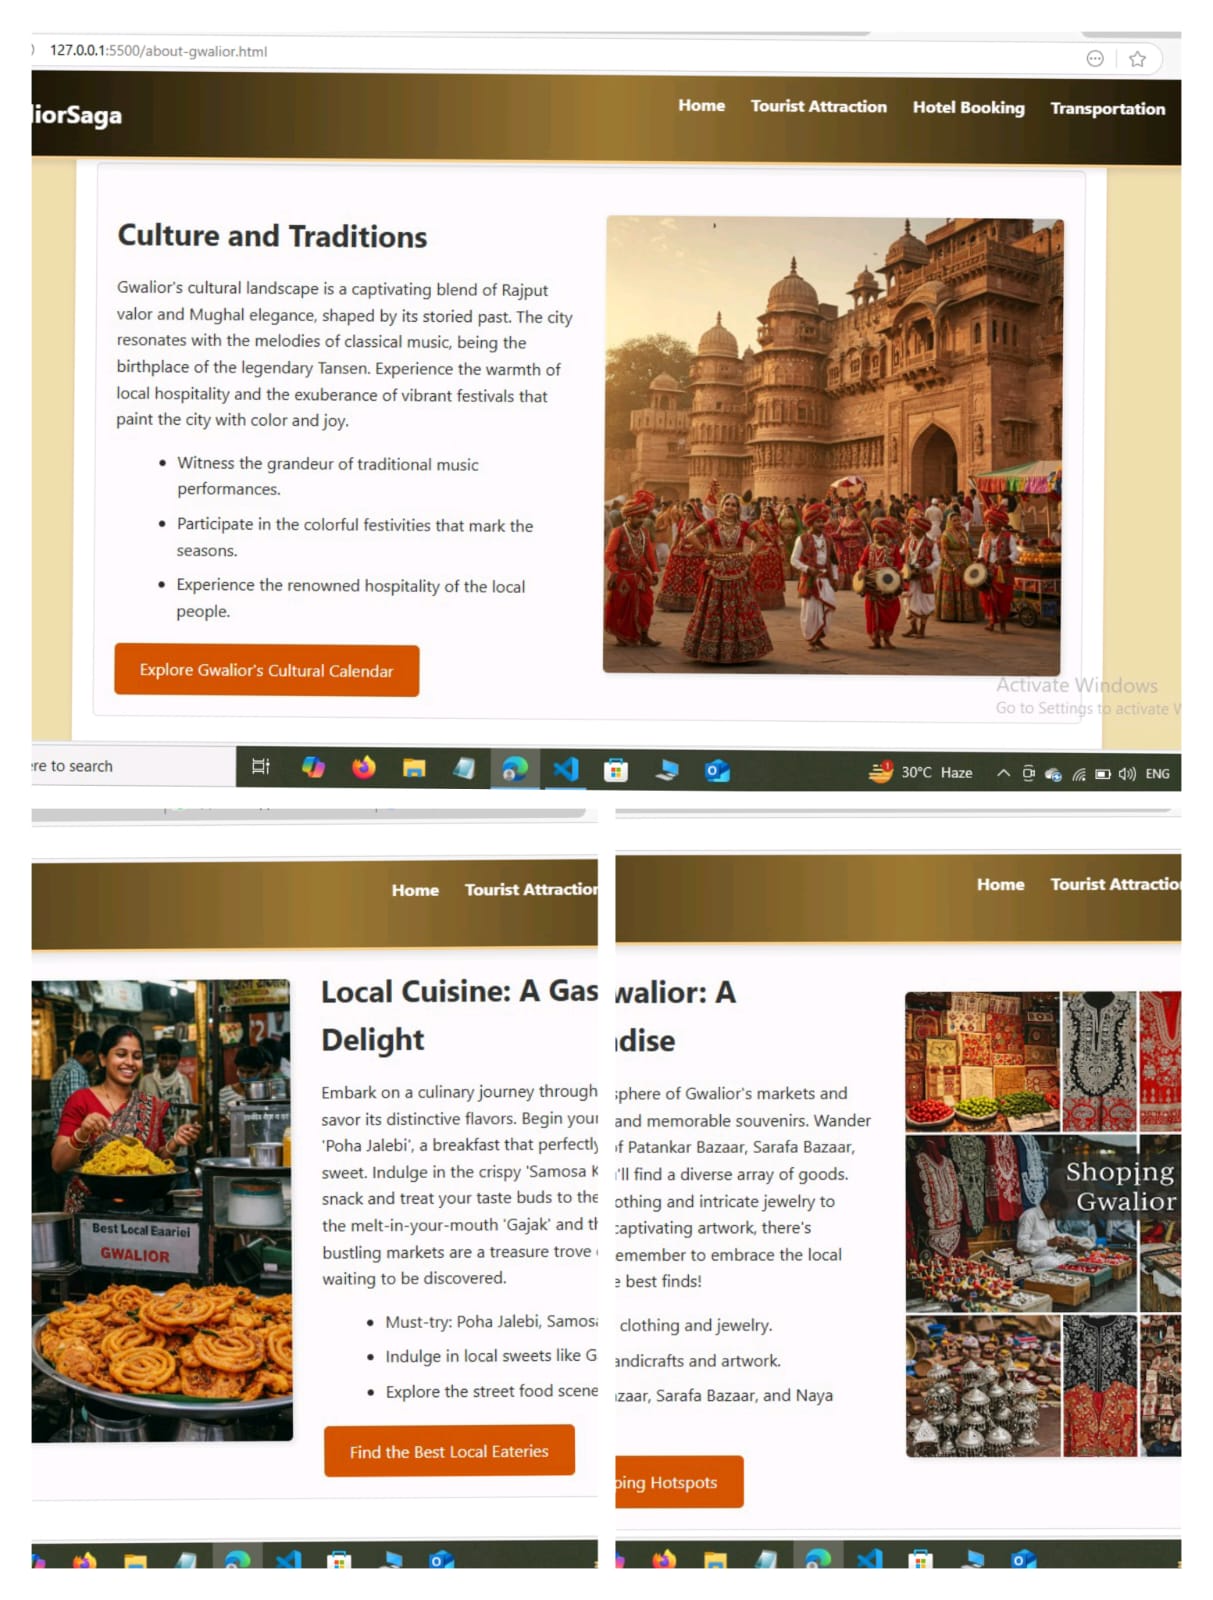 127.0.0.1:5500/about-gwalior.html
liorSaga
Home Tourist Attraction Hotel Booking Transportation
Culture and Traditions
Gwalior's cultural landscape is a captivating blend of Rajput
valor and Mughal elegance, shaped by its storied past. The city
resonates with the melodies of classical music, being the
birthplace of the legendary Tansen. Experience the warmth of
local hospitality and the exuberance of vibrant festivals that
paint the city with color and joy.
Witness the grandeur of traditional music
performances.
Participate in the colorful festivities that mark the
seasons.
Experience the renowned hospitality of the local
people.
Explore Gwalior's Cultural Calendar
Activate Windows
Go to Settings to activate W
ere to search
1
30°C Haze
ENG
Home Tourist Attraction
Local Cuisine: A Gas
Delight
Embark on a culinary journey through
savor its distinctive flavors. Begin your
'Poha Jalebi', a breakfast that perfectly
sweet. Indulge in the crispy 'Samosa K
snack and treat your taste buds to the
the melt-in-your-mouth 'Gajak' and th
bustling markets are a treasure trove
waiting to be discovered.
Must-try: Poha Jalebi, Samosa
Indulge in local sweets like G
Explore the street food scene
Find the Best Local Eateries
Best Local Eaariei
GWALIOR
Home Tourist Attractio
walior: A
dise
sphere of Gwalior's markets and
and memorable souvenirs. Wander
of Patankar Bazaar, Sarafa Bazaar,
'll find a diverse array of goods.
othing and intricate jewelry to
captivating artwork, there's
emember to embrace the local
e best finds!
clothing and jewelry.
andicrafts and artwork.
zaar, Sarafa Bazaar, and Naya
ping Hotspots
Shoping
Gwalior